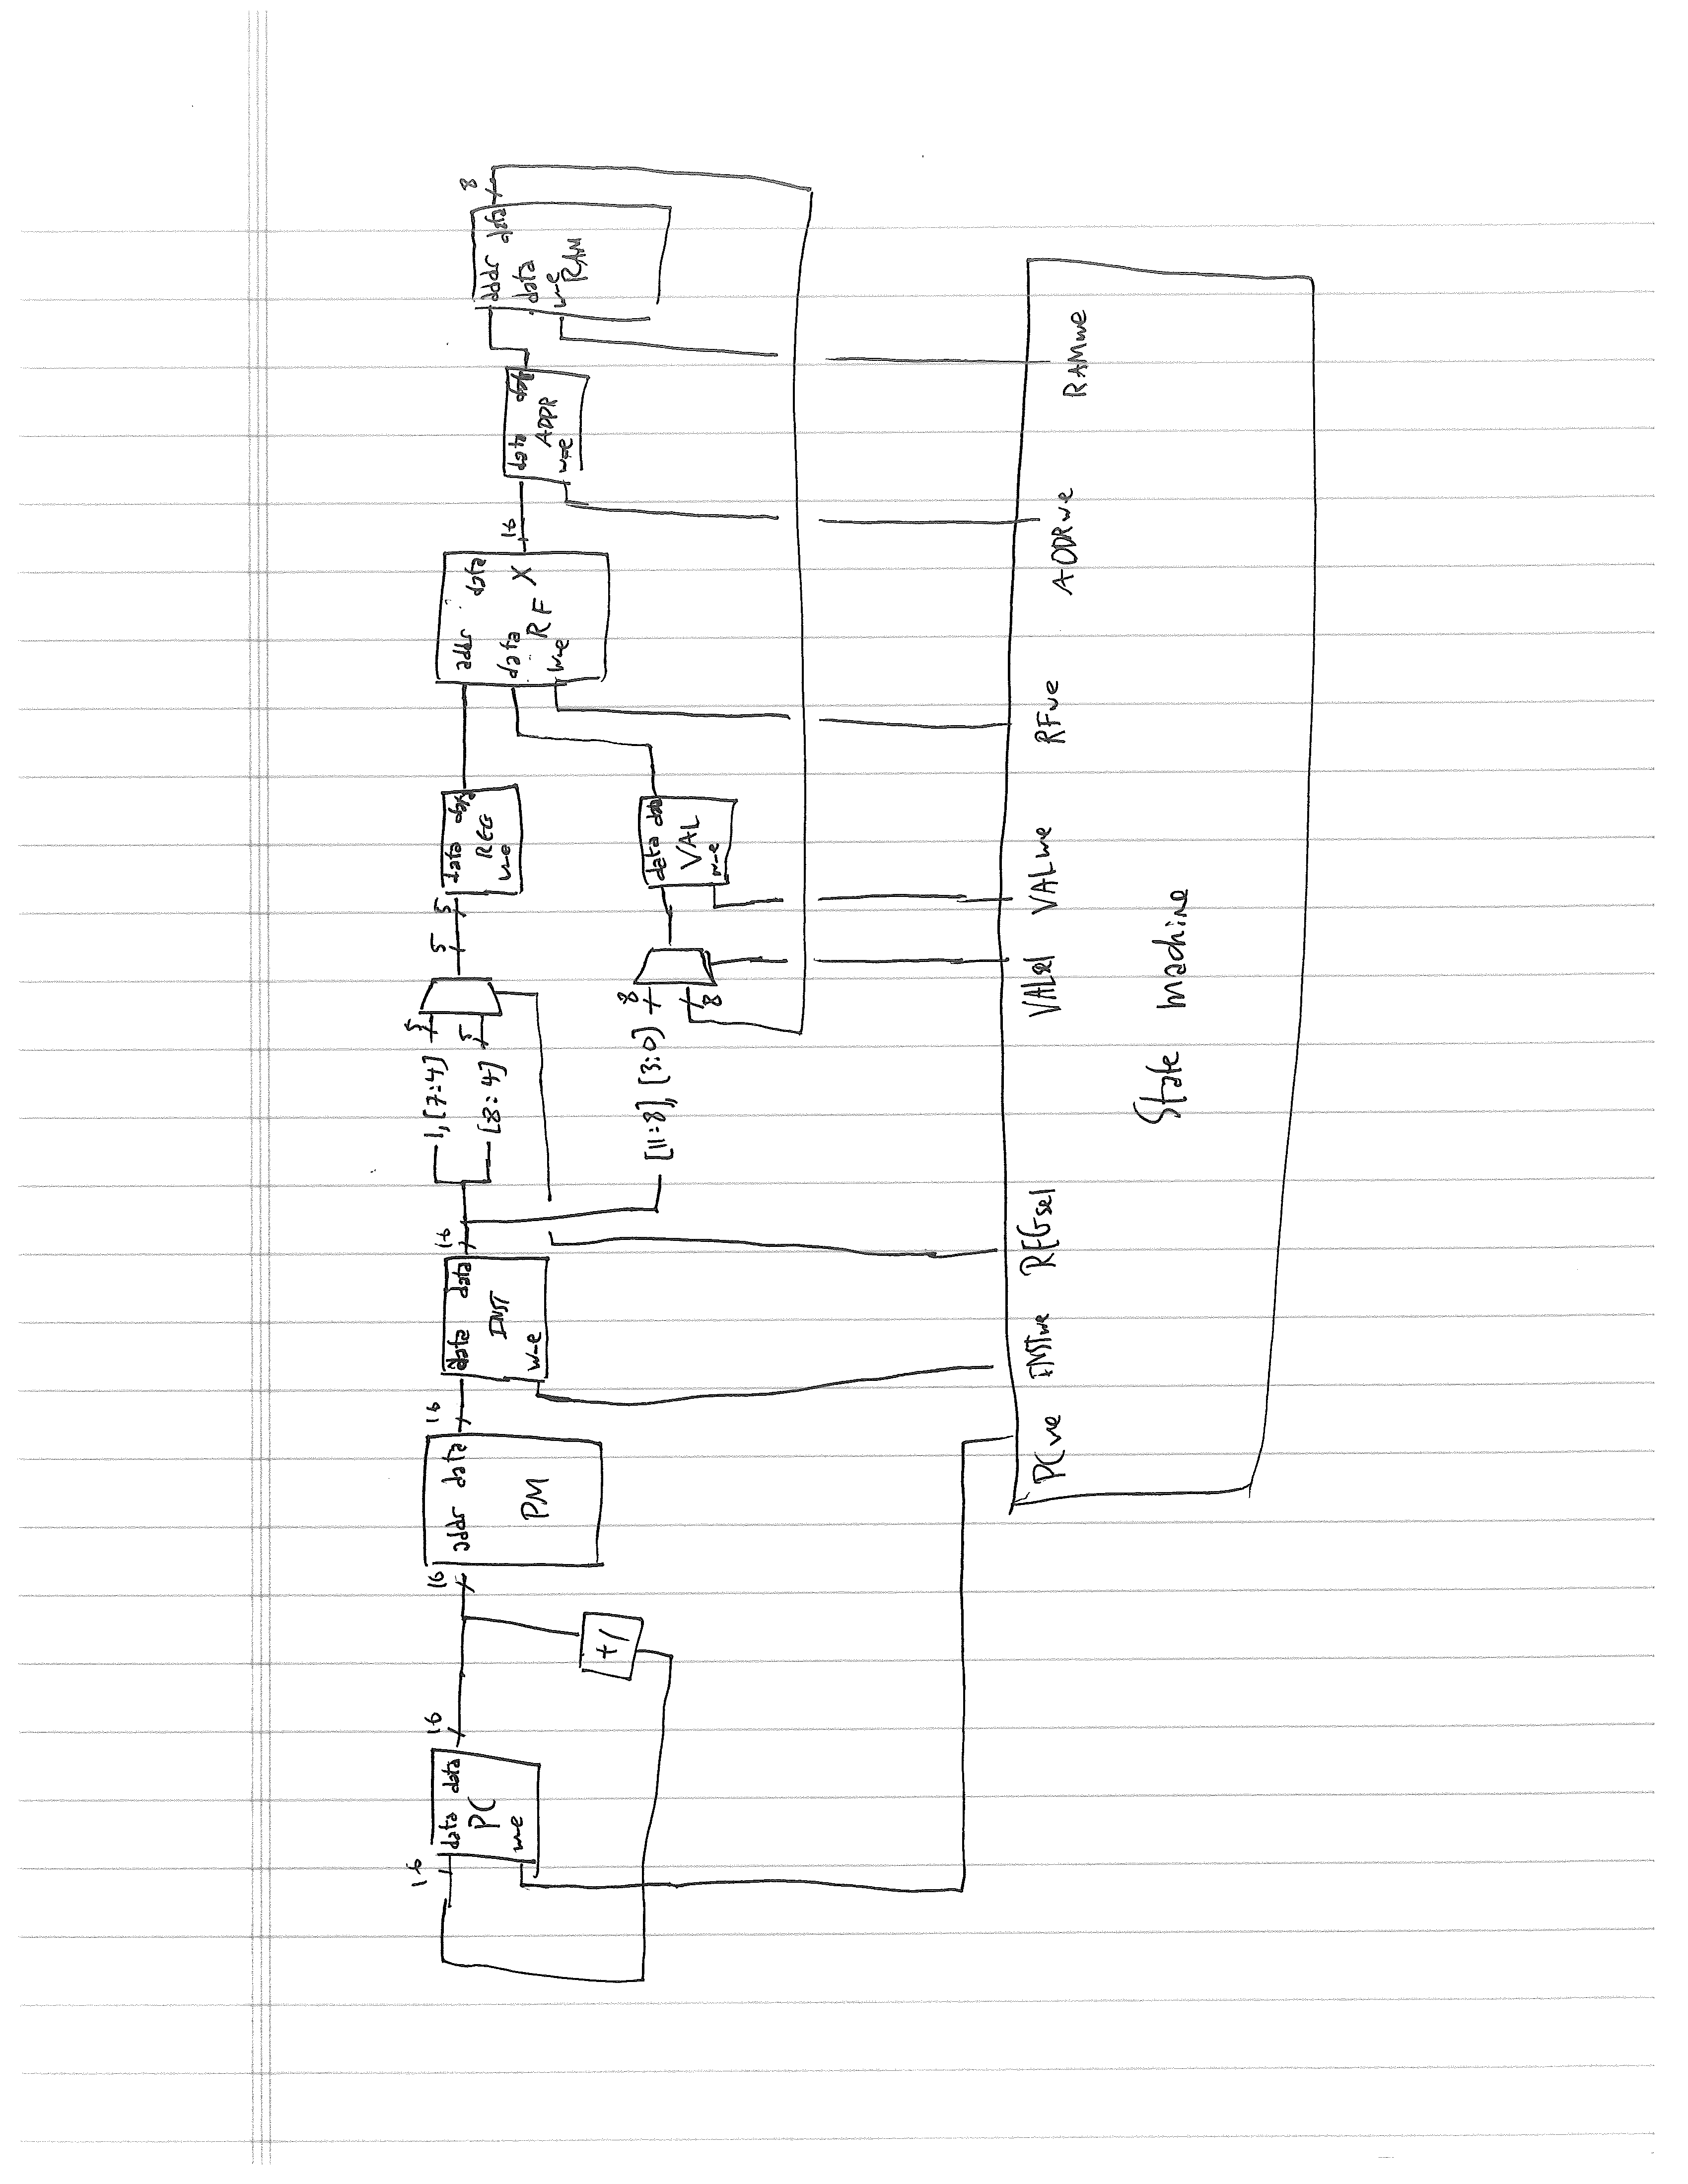 16
data data
PC
we
16
+1
16
addr data
PM
16
data data
INST
we
16
1,[7:4]
[8:4]
[11:8],[3:0]
5
5
5
5
data data
REG
we
8
8
data data
VAL
we
addr data
data
RF X
we
16
data data
ADDR
we
addr data
data
we
RAM
8
PCwe INSTwe REGsel VALsel VALwe RFwe ADDRwe RAMwe
State Machine